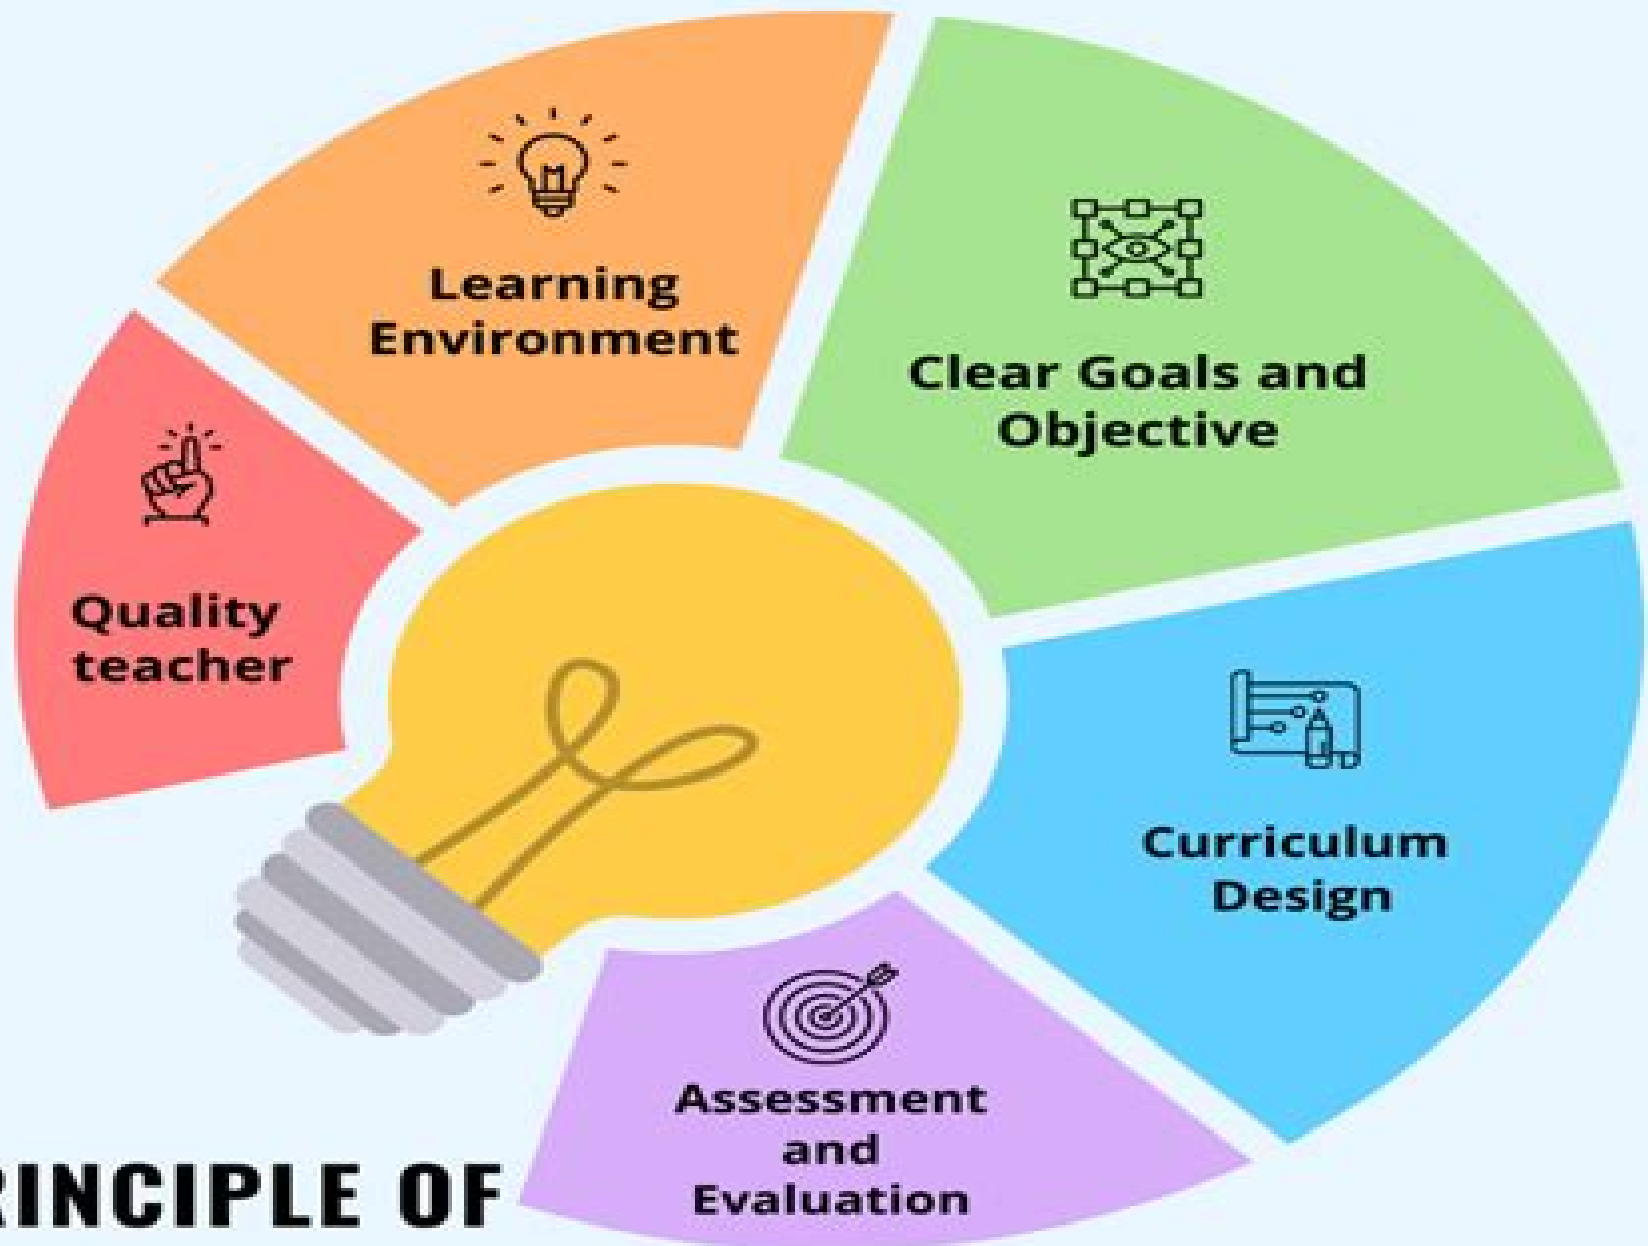 Learning
Environment
Clear Goals and
Objective
Quality
teacher
Curriculum
Design
Assessment
and
Evaluation
RINCIPLE OF